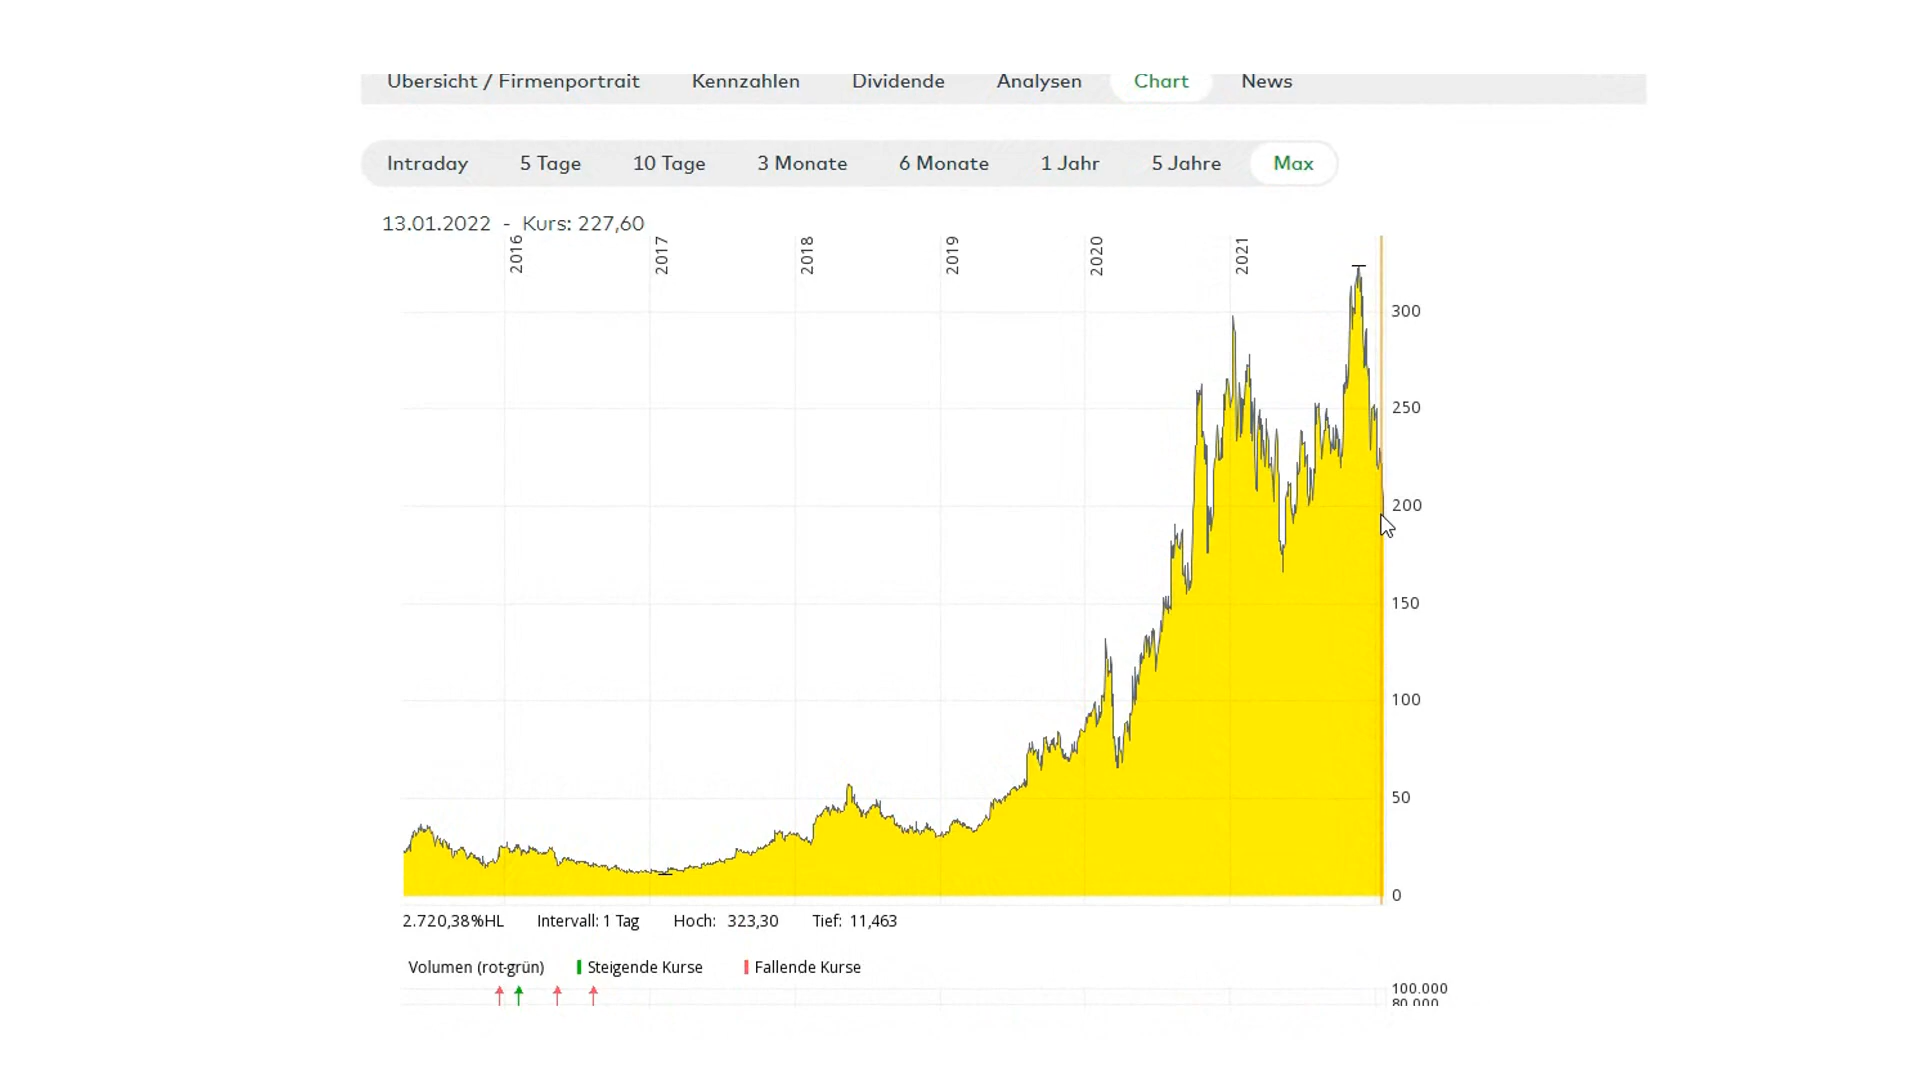 Übersicht / Firmenportrait Kennzahlen Dividende Analysen Chart News
Intraday 5 Tage 10 Tage 3 Monate 6 Monate 1 Jahr 5 Jahre Max
13.01.2022 - Kurs: 227,60
2016 2017 2018 2019 2020 2021
300
250
200
150
100
50
0
2.720,38%HL Intervall: 1 Tag Hoch: 323,30 Tief: 11,463
Volumen (rot-grün) Steigende Kurse Fallende Kurse
100.000
80.000